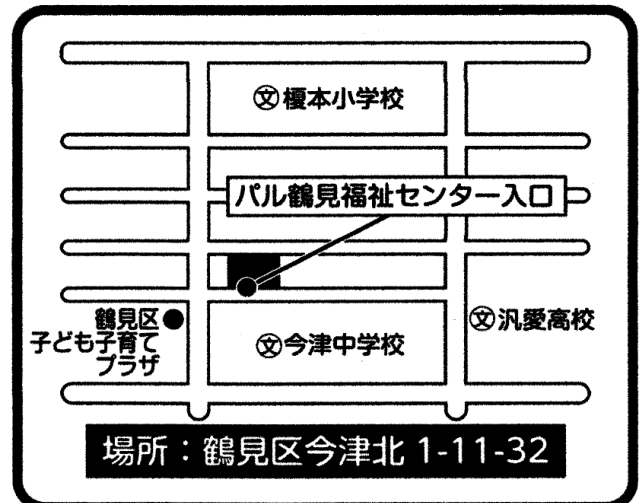 ㊫榎本小学校
パル鶴見福祉センター入口
鶴見区
子ども子育て
プラザ
㊫今津中学校
㊫汎愛高校
場所：鶴見区今津北 1-11-32